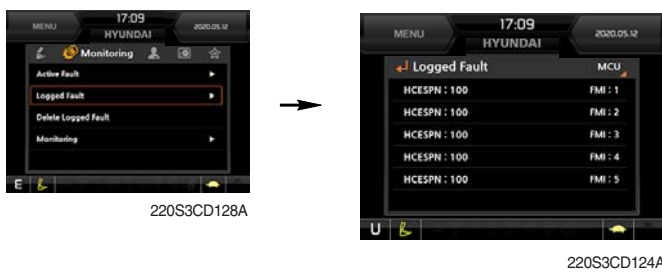 MENU
17:09
2020.05.12
HYUNDAI
Monitoring
Active Fault
Logged Fault
Delete Logged Fault
Monitoring
E
220S3CD128A
MENU
17:09
2020.05.12
HYUNDAI
Logged Fault
MCU
HCESPN : 100 FMI : 1
HCESPN : 100 FMI : 2
HCESPN : 100 FMI : 3
HCESPN : 100 FMI : 4
HCESPN : 100 FMI : 5
U
220S3CD124A